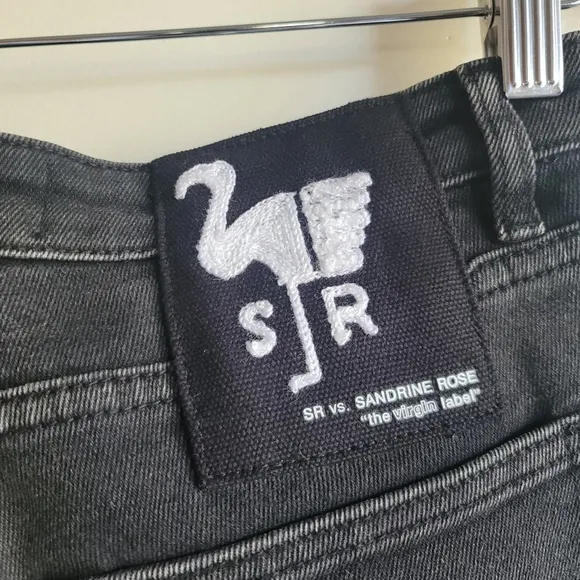 S R
SR vs. SANDRINE ROSE
"the virgin label"